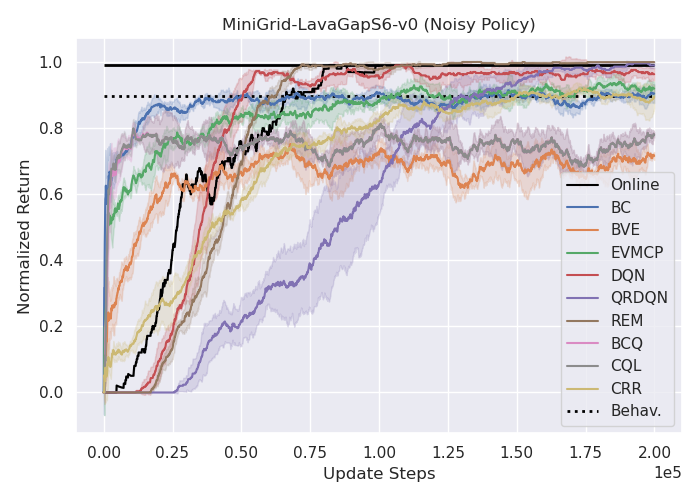 MiniGrid-LavaGapS6-v0 (Noisy Policy)
Normalized Return
1.0
0.8
0.6
0.4
0.2
0.0
Online
BC
BVE
EVMCP
DQN
QRDQN
REM
BCQ
CQL
CRR
Behav.
0.00 0.25 0.50 0.75 1.00 1.25 1.50 1.75 2.00
1e5
Update Steps